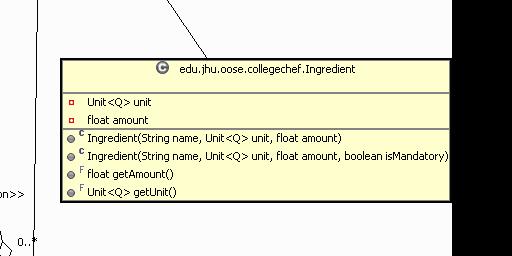 C edu.jhu.oose.collegechef.Ingredient
Unit<Q> unit
float amount
C Ingredient(String name, Unit<Q> unit, float amount)
C Ingredient(String name, Unit<Q> unit, float amount, boolean isMandatory)
F float getAmount()
F Unit<Q> getUnit()
on>>
0..*